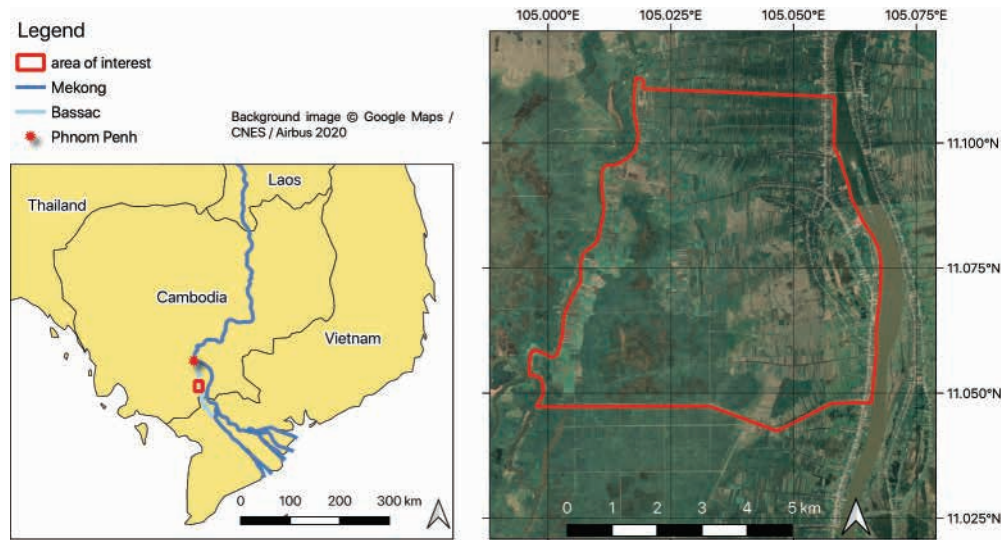 Legend
area of interest
Mekong
Bassac
Phnom Penh
Background image © Google Maps /
CNES / Airbus 2020
Laos
Thailand
Cambodia
Vietnam
0 100 200 300 km
105.000°E 105.025°E 105.050°E 105.075°E
11.100°N
11.075°N
11.050°N
11.025°N
0 1 2 3 4 5 km